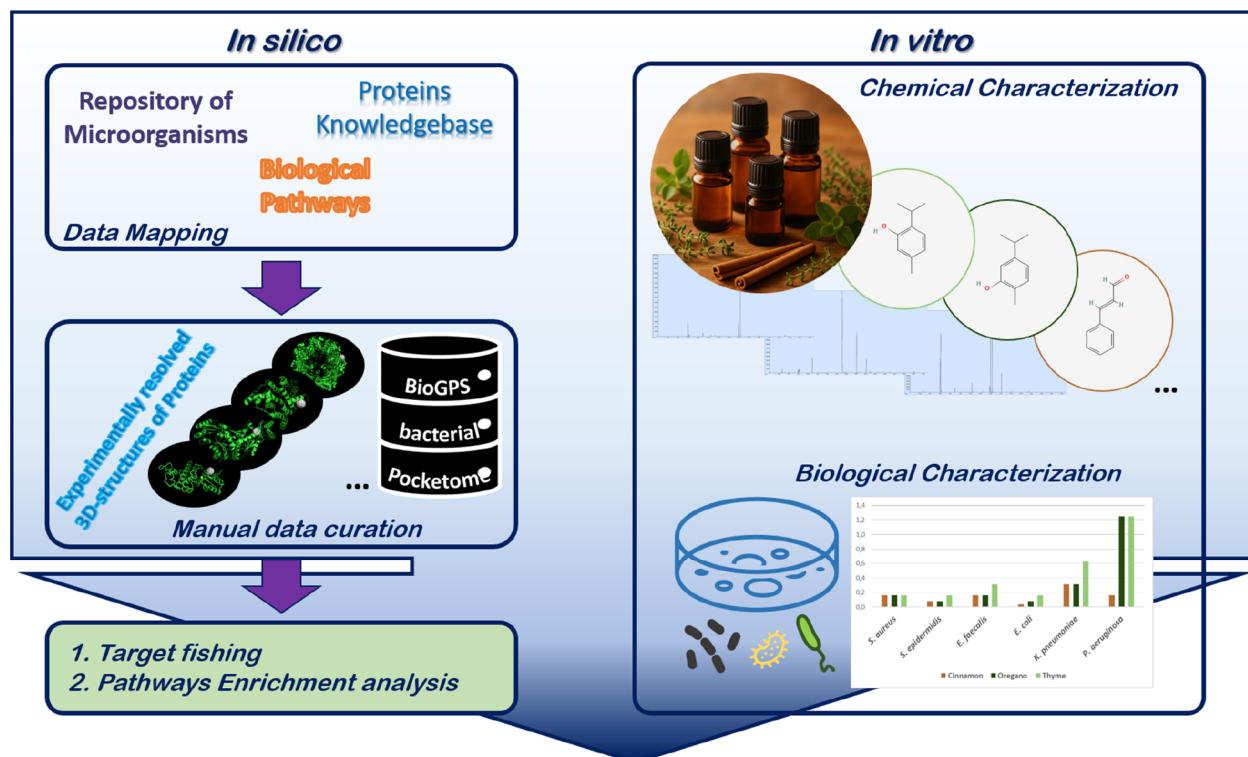 In silico
Repository of
Microorganisms
Proteins
Knowledgebase
Biological
Pathways
Data Mapping
Experimentally resolved
3D-structures of Proteins
...
BioGPS
bacterial
Pocketome
Manual data curation
1. Target fishing
2. Pathways Enrichment analysis
In vitro
Chemical Characterization
H O
H O
O
H
H
H
...
Biological Characterization
1,4
1,2
1,0
0,8
0,6
0,4
0,2
0,0
S. aureus
S. epidermidis
E. faecalis
E. coli
K. pneumoniae
P. aeruginosa
Cinnamon Oregano Thyme